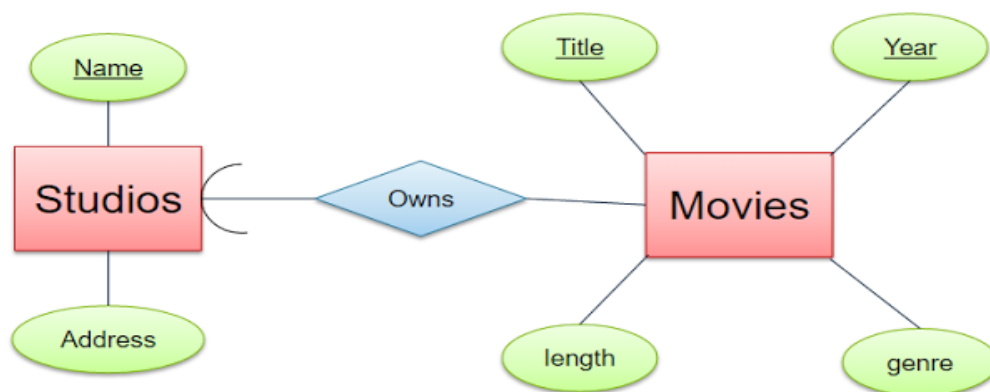 Name
Title
Year
Studios
Owns
Movies
Address
length
genre